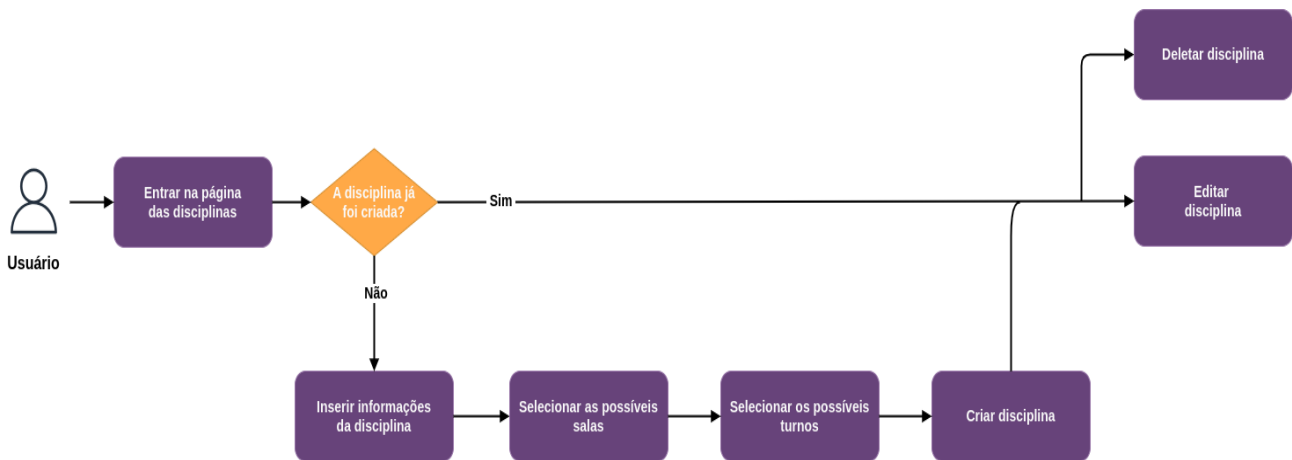 Usuário
Entrar na página
das disciplinas
A disciplina já
foi criada?
Sim
Não
Deletar disciplina
Editar
disciplina
Inserir informações
da disciplina
Selecionar as possíveis
salas
Selecionar os possíveis
turnos
Criar disciplina